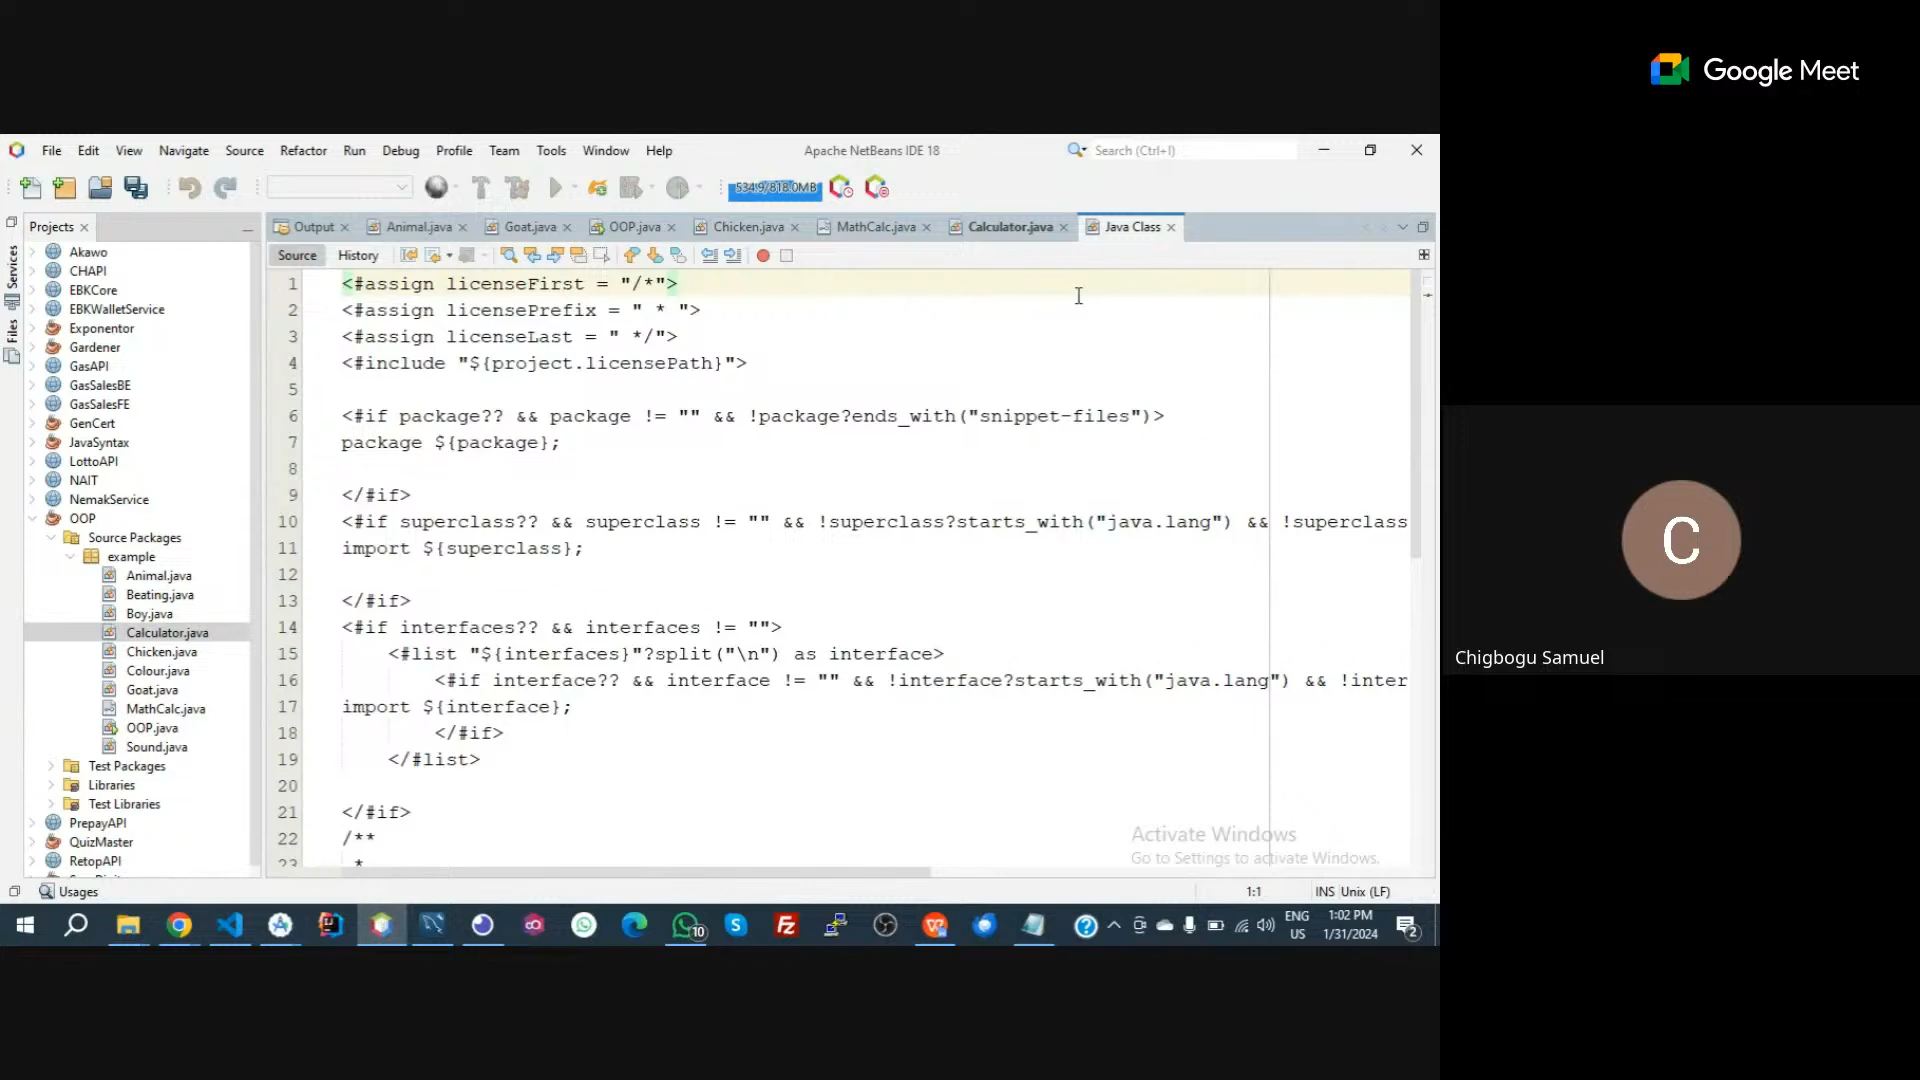 Google Meet
File Edit View Navigate Source Refactor Run Debug Profile Team Tools Window Help
Apache NetBeans IDE 18
Search (Ctrl+I)
534.9/818.0MB
Projects
Output
Animal.java
Goat.java
OOP.java
Chicken.java
MathCalc.java
Calculator.java
Java Class
Source History
Services
Files
Akawo
CHAPI
EBKCore
EBKWalletService
Exponentor
Gardener
GasAPI
GasSalesBE
GasSalesFE
GenCert
JavaSyntax
LottoAPI
NAIT
NemakService
OOP
Source Packages
example
Animal.java
Beating.java
Boy.java
Calculator.java
Chicken.java
Colour.java
Goat.java
MathCalc.java
OOP.java
Sound.java
Test Packages
Libraries
Test Libraries
PrepayAPI
QuizMaster
RetopAPI
1 <#assign licenseFirst = "/*">
2 <#assign licensePrefix = " * ">
3 <#assign licenseLast = " */">
4 <#include "${project.licensePath}">
5
6 <#if package?? && package != "" && !package?ends_with("snippet-files")>
7 package ${package};
8
9 </#if>
10 <#if superclass?? && superclass != "" && !superclass?starts_with("java.lang") && !superclass
11 import ${superclass};
12
13 </#if>
14 <#if interfaces?? && interfaces != "">
15 <#list "${interfaces}"?split("\n") as interface>
16 <#if interface?? && interface != "" && !interface?starts_with("java.lang") && !inter
17 import ${interface};
18 </#if>
19 </#list>
20
21 </#if>
22 /**
23 *
Activate Windows
Go to Settings to activate Windows.
Usages
1:1
INS Unix (LF)
10
ENG
US
1:02 PM
1/31/2024
2
C
Chigbogu Samuel